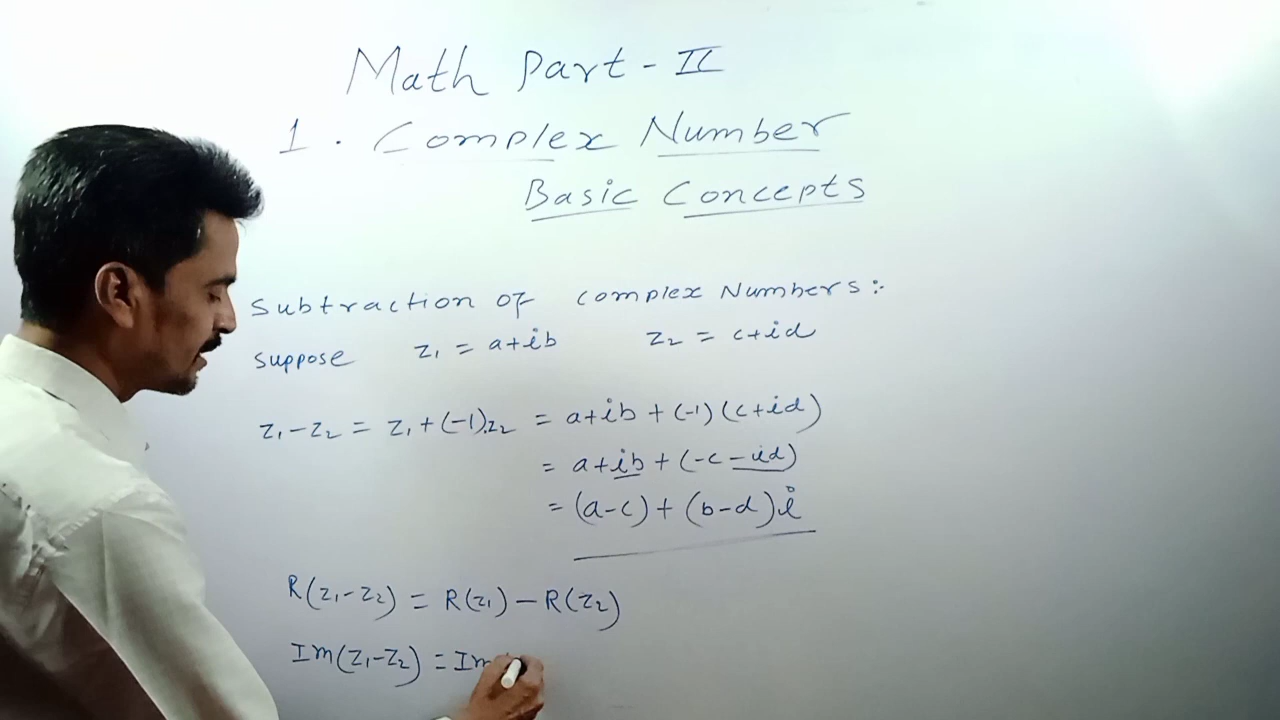 Math Part - II
1. Complex Number
Basic Concepts
Subtraction of Complex Numbers :-
suppose z₁ = a+ib z₂ = c+id
z₁-z₂ = z₁+(-1).z₂ = a+ib+(-1)(c+id)
= a+ib+(-c-id)
= (a-c)+(b-d)i
R(z₁-z₂) = R(z₁)-R(z₂)
Im(z₁-z₂) = Im